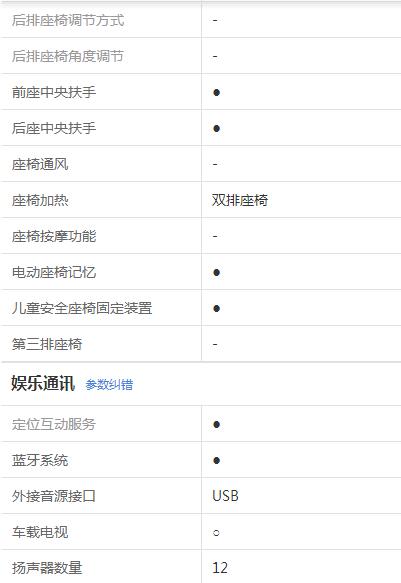 后排座椅调节方式 -
后排座椅角度调节 -
前座中央扶手 ●
后座中央扶手 ●
座椅通风 -
座椅加热 双排座椅
座椅按摩功能 -
电动座椅记忆 ●
儿童安全座椅固定装置 ●
第三排座椅 -
娱乐通讯 参数纠错
定位互动服务 ●
蓝牙系统 ●
外接音源接口 USB
车载电视 ○
扬声器数量 12